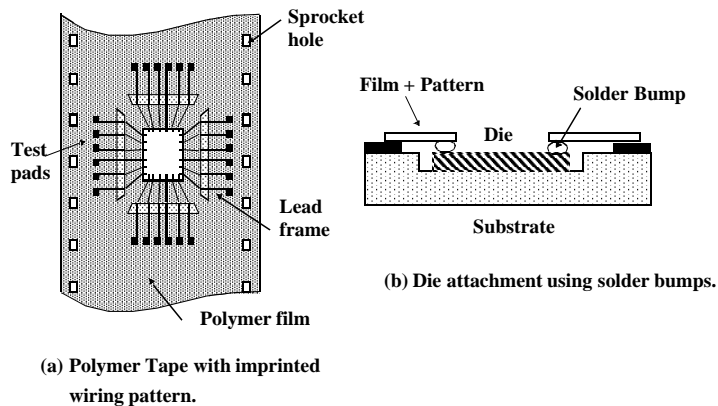 Sprocket
hole
Test
pads
Lead
frame
Polymer film
(a) Polymer Tape with imprinted
wiring pattern.
Film + Pattern
Solder Bump
Die
Substrate
(b) Die attachment using solder bumps.